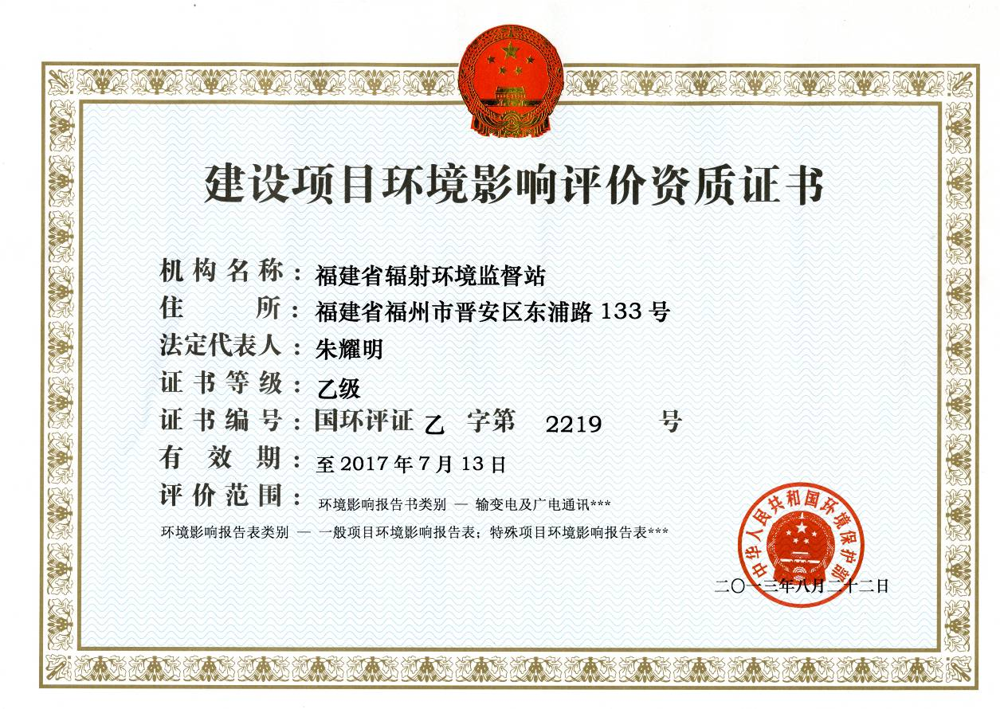 建设项目环境影响评价资质证书
机构名称：福建省辐射环境监督站
住所：福建省福州市晋安区东浦路 133 号
法定代表人：朱耀明
证书等级：乙级
证书编号：国环评证 乙 字第 2219 号
有效期：至 2017 年 7 月 13 日
评价范围：环境影响报告书类别 — 输变电及广电通讯***
环境影响报告表类别 — 一般项目环境影响报告表；特殊项目环境影响报告表***
中华人民共和国环境保护部
二〇一三年八月二十二日